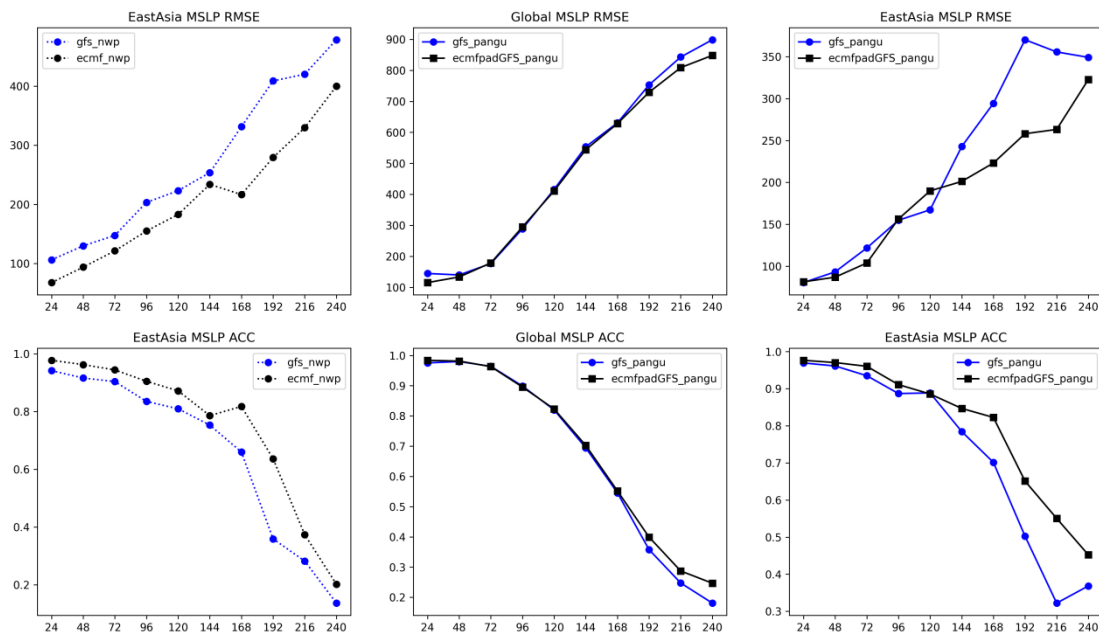 EastAsia MSLP RMSE
gfs_nwp
ecmf_nwp
400
300
200
100
24 48 72 96 120 144 168 192 216 240
Global MSLP RMSE
gfs_pangu
ecmfpadGFS_pangu
900
800
700
600
500
400
300
200
100
24 48 72 96 120 144 168 192 216 240
EastAsia MSLP RMSE
gfs_pangu
ecmfpadGFS_pangu
350
300
250
200
150
100
24 48 72 96 120 144 168 192 216 240
EastAsia MSLP ACC
gfs_nwp
ecmf_nwp
1.0
0.8
0.6
0.4
0.2
24 48 72 96 120 144 168 192 216 240
Global MSLP ACC
gfs_pangu
ecmfpadGFS_pangu
1.0
0.9
0.8
0.7
0.6
0.5
0.4
0.3
0.2
24 48 72 96 120 144 168 192 216 240
EastAsia MSLP ACC
gfs_pangu
ecmfpadGFS_pangu
1.0
0.9
0.8
0.7
0.6
0.5
0.4
0.3
24 48 72 96 120 144 168 192 216 240